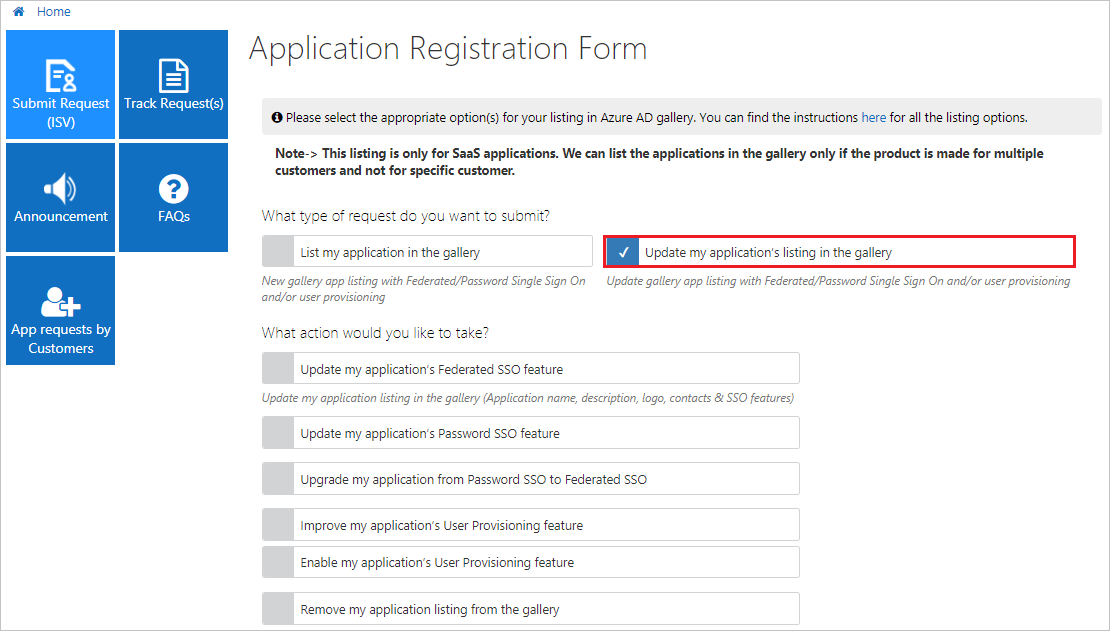 Home
Submit Request
(ISV)
Track Request(s)
Announcement
FAQs
App requests by
Customers
Application Registration Form
Please select the appropriate option(s) for your listing in Azure AD gallery. You can find the instructions here for all the listing options.
Note-> This listing is only for SaaS applications. We can list the applications in the gallery only if the product is made for multiple
customers and not for specific customer.
What type of request do you want to submit?
List my application in the gallery
New gallery app listing with Federated/Password Single Sign On
and/or user provisioning
Update my application's listing in the gallery
Update gallery app listing with Federated/Password Single Sign On and/or user provisioning
What action would you like to take?
Update my application's Federated SSO feature
Update my application listing in the gallery (Application name, description, logo, contacts & SSO features)
Update my application's Password SSO feature
Upgrade my application from Password SSO to Federated SSO
Improve my application's User Provisioning feature
Enable my application's User Provisioning feature
Remove my application listing from the gallery